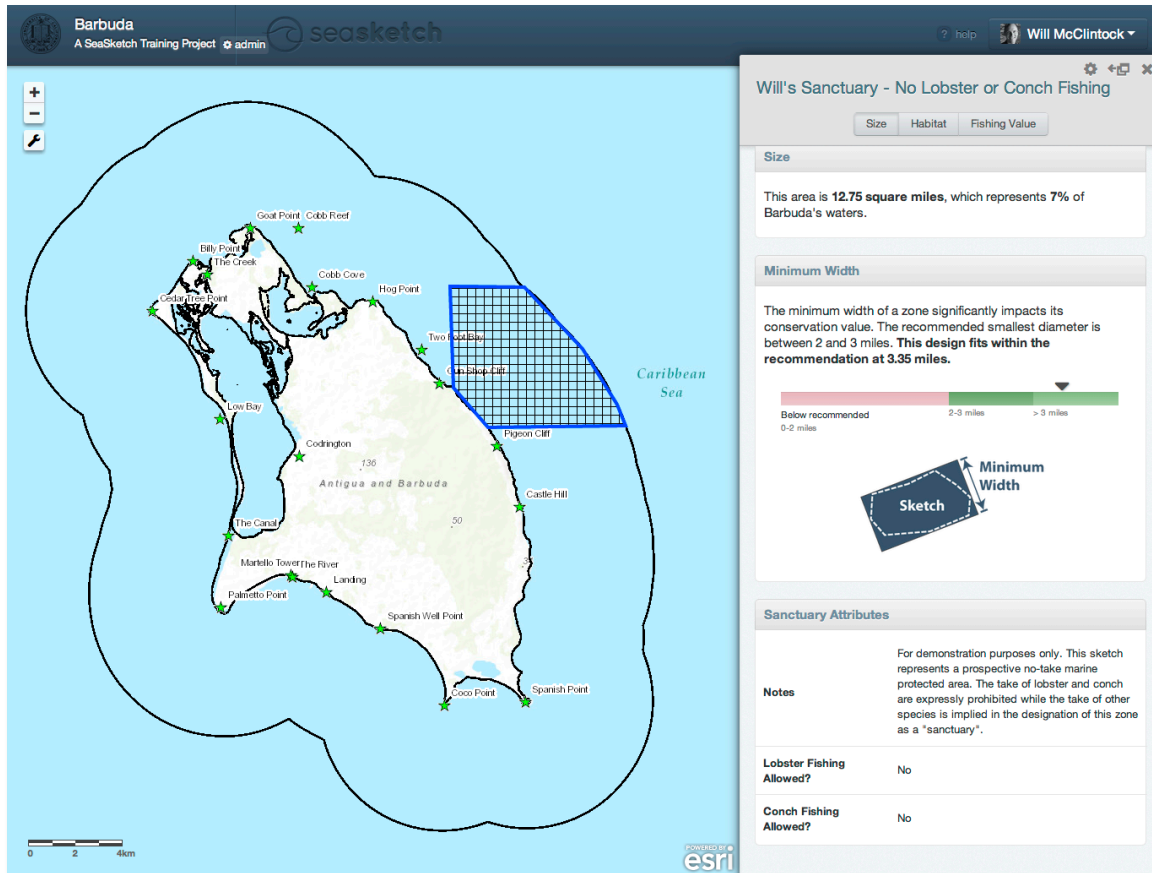 Barbuda
A SeaSketch Training Project admin
seasketch
? help
Will McClintock
+
−
Will's Sanctuary - No Lobster or Conch Fishing
Size Habitat Fishing Value
Size
This area is 12.75 square miles, which represents 7% of
Barbuda's waters.
Minimum Width
The minimum width of a zone significantly impacts its
conservation value. The recommended smallest diameter is
between 2 and 3 miles. This design fits within the
recommendation at 3.35 miles.
Below recommended
0-2 miles
2-3 miles
> 3 miles
Minimum
Width
Sketch
Sanctuary Attributes
Notes
For demonstration purposes only. This sketch
represents a prospective no-take marine
protected area. The take of lobster and conch
are expressly prohibited while the take of other
species is implied in the designation of this zone
as a "sanctuary".
Lobster Fishing
Allowed?
No
Conch Fishing
Allowed?
No
Goat Point
Cobb Reef
Billy Point
The Creek
Cobb Cove
Hog Point
Cedar Tree Point
Two Foot Bay
Gun Shop Cliff
Caribbean
Sea
Low Bay
Pigeon Cliff
Codrington
136
Antigua and Barbuda
Castle Hill
50
The Canal
3
Martello Tower
The River
Landing
Palmetto Point
Spanish Well Point
Coco Point
Spanish Point
0 2 4km
POWERED BY
esri